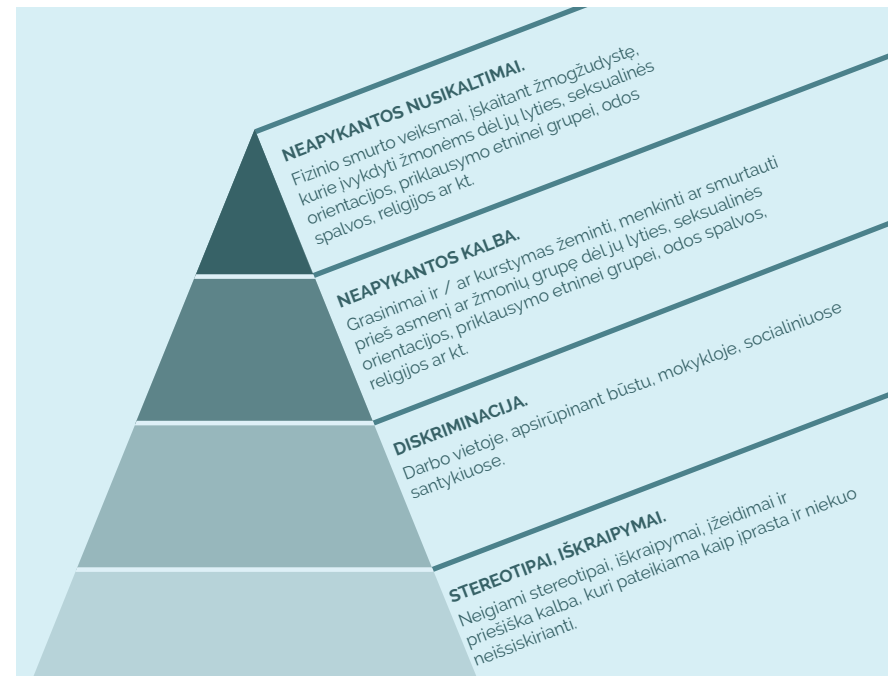 NEAPYKANTOS NUSIKALTIMAI.
Fizinio smurto veiksmai, įskaitant žmogžudystę,
kurie įvykdyti žmonėms dėl jų lyties, seksualinės
orientacijos, priklausymo etninei grupei, odos
spalvos, religijos ar kt.
NEAPYKANTOS KALBA.
Grasinimai ir / ar kurstymas žeminti, menkinti ar smurtauti
prieš asmenį ar žmonių grupę dėl jų lyties, seksualinės
orientacijos, priklausymo etninei grupei, odos spalvos,
religijos ar kt.
DISKRIMINACIJA.
Darbo vietoje, apsirūpinant būstu, mokykloje, socialiniuose
santykiuose.
STEREOTIPAI, IŠKRAIPYMAI.
Neigiami stereotipai, iškraipymai, įžeidimai ir
priešiška kalba, kuri pateikiama kaip įprasta ir niekuo
neišsiskirianti.